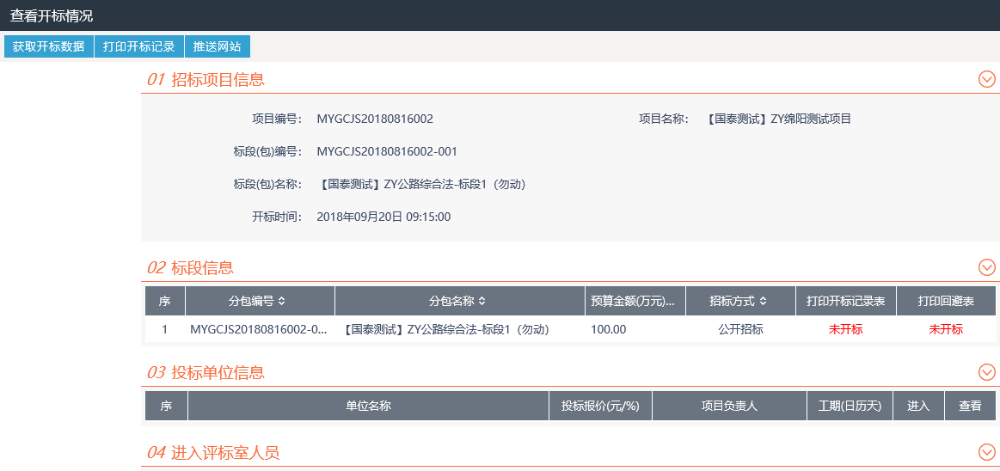 查看开标情况
获取开标数据 打印开标记录 推送网站
01 招标项目信息
项目编号： MYGCJS20180816002 项目名称： 【国泰测试】ZY绵阳测试项目
标段(包)编号： MYGCJS20180816002-001
标段(包)名称： 【国泰测试】ZY公路综合法-标段1（勿动）
开标时间： 2018年09月20日 09:15:00
02 标段信息
序 分包编号 分包名称 预算金额(万元)... 招标方式 打印开标记录表 打印回避表
1 MYGCJS20180816002-0... 【国泰测试】ZY公路综合法-标段1（勿动） 100.00 公开招标 未开标 未开标
03 投标单位信息
序 单位名称 投标报价(元/%) 项目负责人 工期(日历天) 进入 查看
04 进入评标室人员